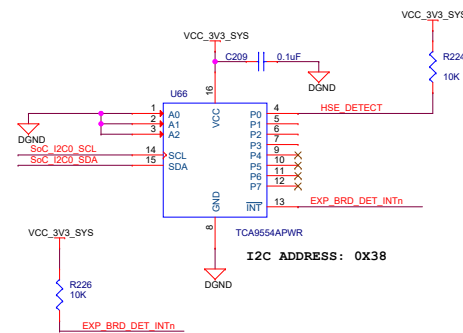 VCC_3V3_SYS
VCC_3V3_SYS
C209 0.1uF
R224
10K
DGND
U66
16
VCC
1 A0
2 A1
3 A2
P0 4 HSE_DETECT
P1 5
P2 6
P3 7
P4 9
P5 10
P6 11
P7 12
DGND
SoC_I2C0_SCL 14 SCL
SoC_I2C0_SDA 15 SDA
INT 13 EXP_BRD_DET_INTn
GND
8
TCA9554APWR
VCC_3V3_SYS
I2C ADDRESS: 0X38
DGND
R226
10K
EXP_BRD_DET_INTn